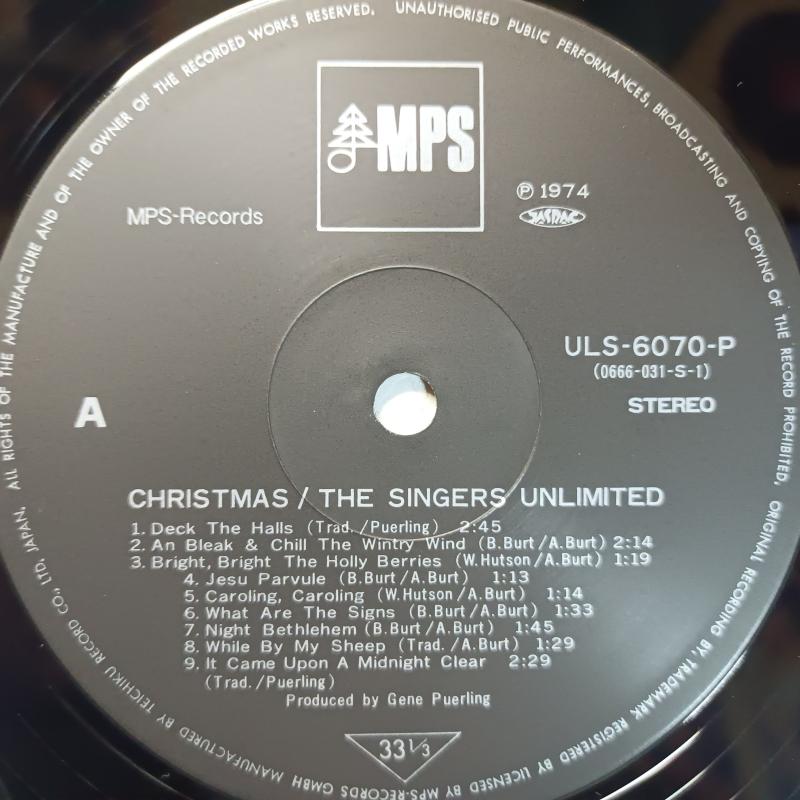 ALL RIGHTS OF THE MANUFACTURE AND OF THE OWNER OF THE RECORDED WORKS RESERVED. UNAUTHORISED PUBLIC PERFORMANCES, BROADCASTING AND COPYING OF THE RECORD PROHIBITED. ORIGINAL RECORDING BY, TRADEMARK REGISTERED BY, LICENSED BY MPS-RECORDS GMBH MANUFACTURED BY TEICHIKU RECORD CO., LTD, JAPAN.
MPS
MPS-Records
Ⓟ 1974
JASRAC
ULS-6070-P
(0666-031-S-1)
STEREO
A
CHRISTMAS / THE SINGERS UNLIMITED
1. Deck The Halls (Trad. /Puerling) 2:45
2. An Bleak & Chill The Wintry Wind (B.Burt /A.Burt) 2:14
3. Bright, Bright The Holly Berries (W.Hutson /A.Burt) 1:19
4. Jesu Parvule (B.Burt /A.Burt) 1:13
5. Caroling, Caroling (W.Hutson /A.Burt) 1:14
6. What Are The Signs (B.Burt /A.Burt) 1:33
7. Night Bethlehem (B.Burt /A.Burt) 1:45
8. While By My Sheep (Trad. /A.Burt) 1:29
9. It Came Upon A Midnight Clear 2:29
(Trad. /Puerling)
Produced by Gene Puerling
33 1/3